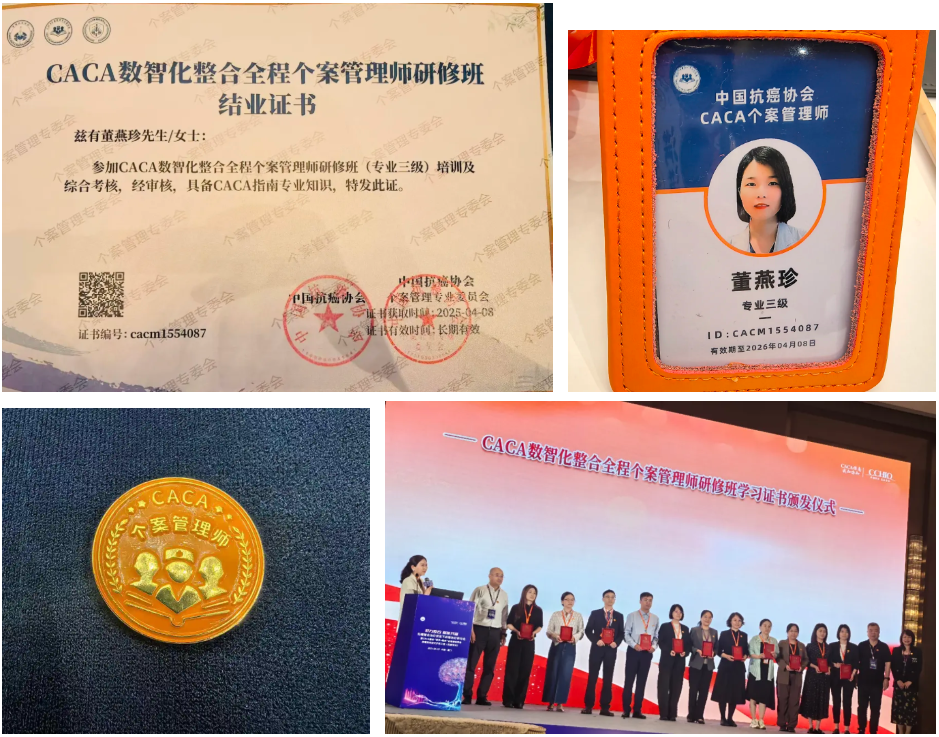 CACA数智化整合全程个案管理师研修班
结业证书
兹有董燕珍先生/女士：
参加CACA数智化整合全程个案管理师研修班（专业三级）培训及
综合考核，经审核，具备CACA指南专业知识，特发此证。
中国抗癌协会
中国抗癌协会
个案管理专业委员会
证书获取时间：2025-04-08
证书有效时间：长期有效
证书编号：cacm1554087
个案管理专委会
中国抗癌协会
CACA个案管理师
董燕珍
专业三级
ID:CACM1554087
有效期至2026年04月08日
CACA
个案管理师
CACA数智化整合全程个案管理师研修班学习证书颁发仪式